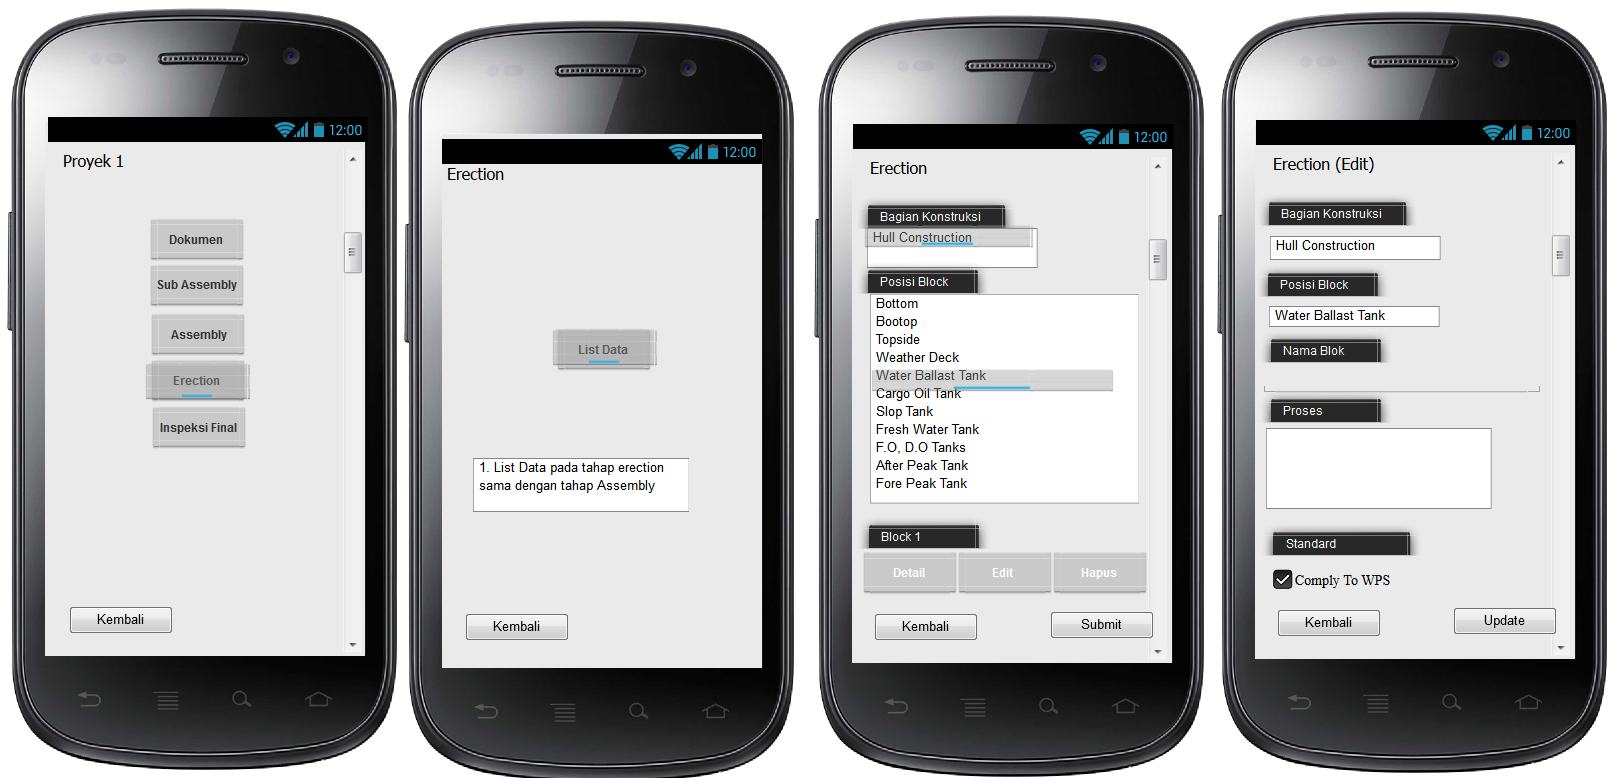 12:00
Proyek 1
Dokumen
Sub Assembly
Assembly
Erection
Inspeksi Final
Kembali
12:00
Erection
List Data
1. List Data pada tahap erection
sama dengan tahap Assembly
Kembali
12:00
Erection
Bagian Konstruksi
Hull Construction
Posisi Block
Bottom
Bootop
Topside
Weather Deck
Water Ballast Tank
Cargo Oil Tank
Slop Tank
Fresh Water Tank
F.O, D.O Tanks
After Peak Tank
Fore Peak Tank
Block 1
Detail Edit Hapus
Kembali Submit
12:00
Erection (Edit)
Bagian Konstruksi
Hull Construction
Posisi Block
Water Ballast Tank
Nama Blok
Proses
Standard
Comply To WPS
Kembali Update